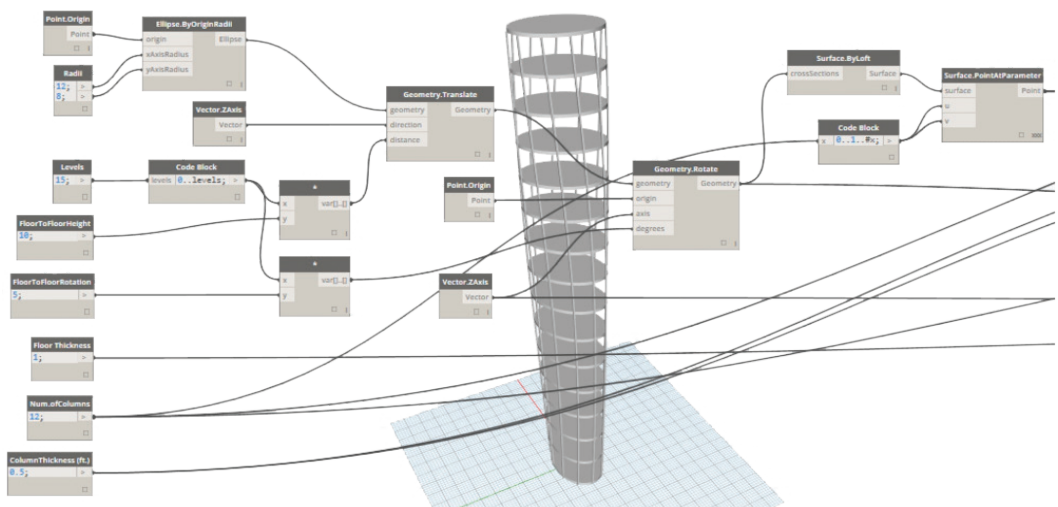 Point.Origin
Point >
Radii
12; >
8; >
Ellipse.ByOriginRadii
origin Ellipse
xAxisRadius
yAxisRadius
Vector.ZAxis
Vector
Geometry.Translate
geometry Geometry
direction
distance
Levels
15; >
Code Block
levels 0..levels; >
*
x var[]..[]
y
FloorToFloorHeight
10; >
FloorToFloorRotation
5; >
*
x var[]..[]
y
Floor Thickness
1; >
Num.ofColumns
12; >
ColumnThickness (ft.)
0.5; >
Point.Origin
Point
Vector.ZAxis
Vector
Geometry.Rotate
geometry Geometry
origin
axis
degrees
Surface.ByLoft
crossSections Surface
Code Block
x 0..1..#x; >
Surface.PointAtParameter
surface Point
u
v